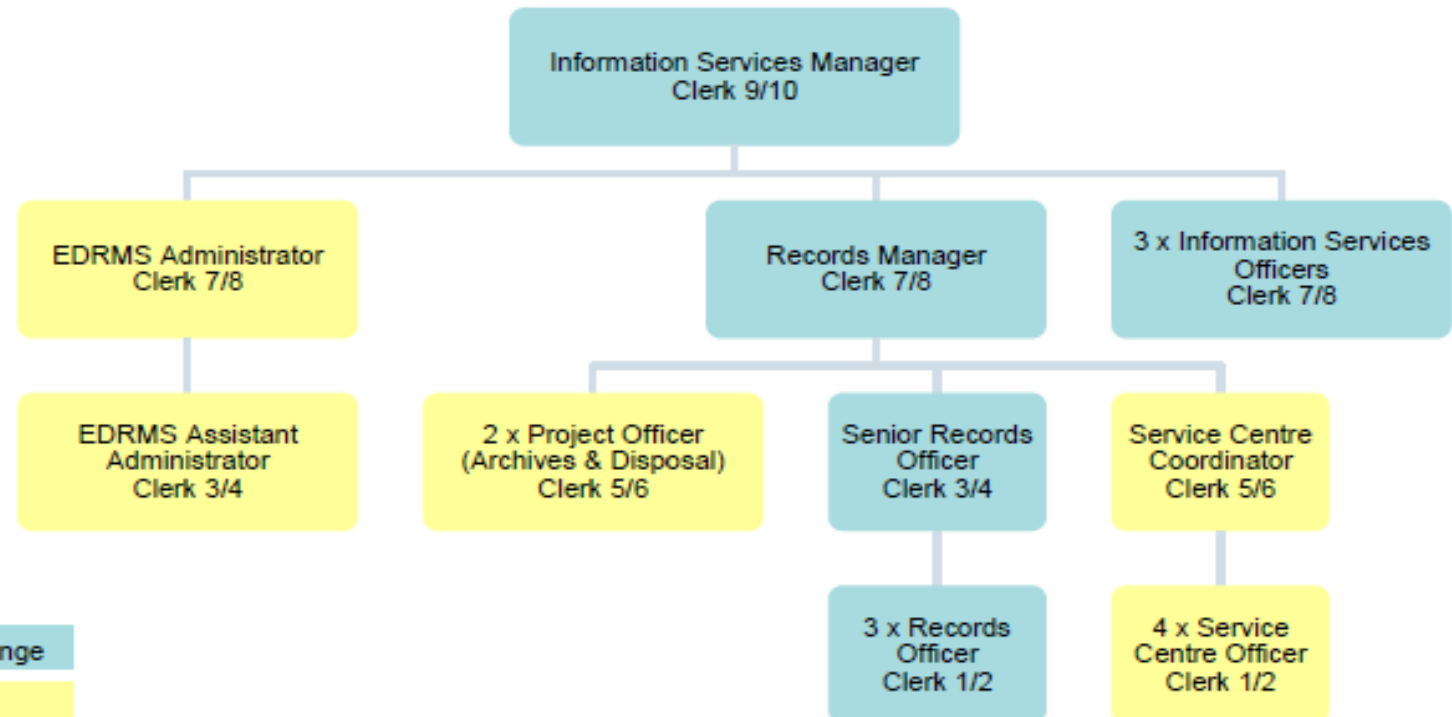 Information Services Manager
Clerk 9/10
EDRMS Administrator
Clerk 7/8
Records Manager
Clerk 7/8
3 x Information Services
Officers
Clerk 7/8
EDRMS Assistant
Administrator
Clerk 3/4
2 x Project Officer
(Archives & Disposal)
Clerk 5/6
Senior Records
Officer
Clerk 3/4
Service Centre
Coordinator
Clerk 5/6
3 x Records
Officer
Clerk 1/2
4 x Service
Centre Officer
Clerk 1/2